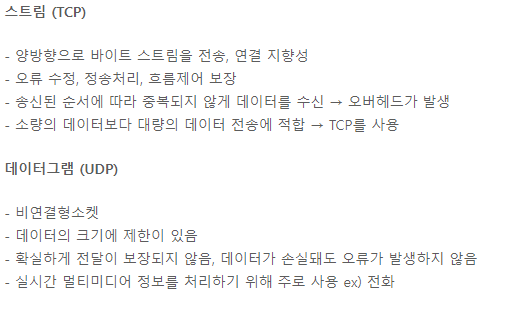 스트림 (TCP)
- 양방향으로 바이트 스트림을 전송, 연결 지향성
- 오류 수정, 정송처리, 흐름제어 보장
- 송신된 순서에 따라 중복되지 않게 데이터를 수신 → 오버헤드가 발생
- 소량의 데이터보다 대량의 데이터 전송에 적합 → TCP를 사용
데이터그램 (UDP)
- 비연결형소켓
- 데이터의 크기에 제한이 있음
- 확실하게 전달이 보장되지 않음, 데이터가 손실돼도 오류가 발생하지 않음
- 실시간 멀티미디어 정보를 처리하기 위해 주로 사용 ex) 전화